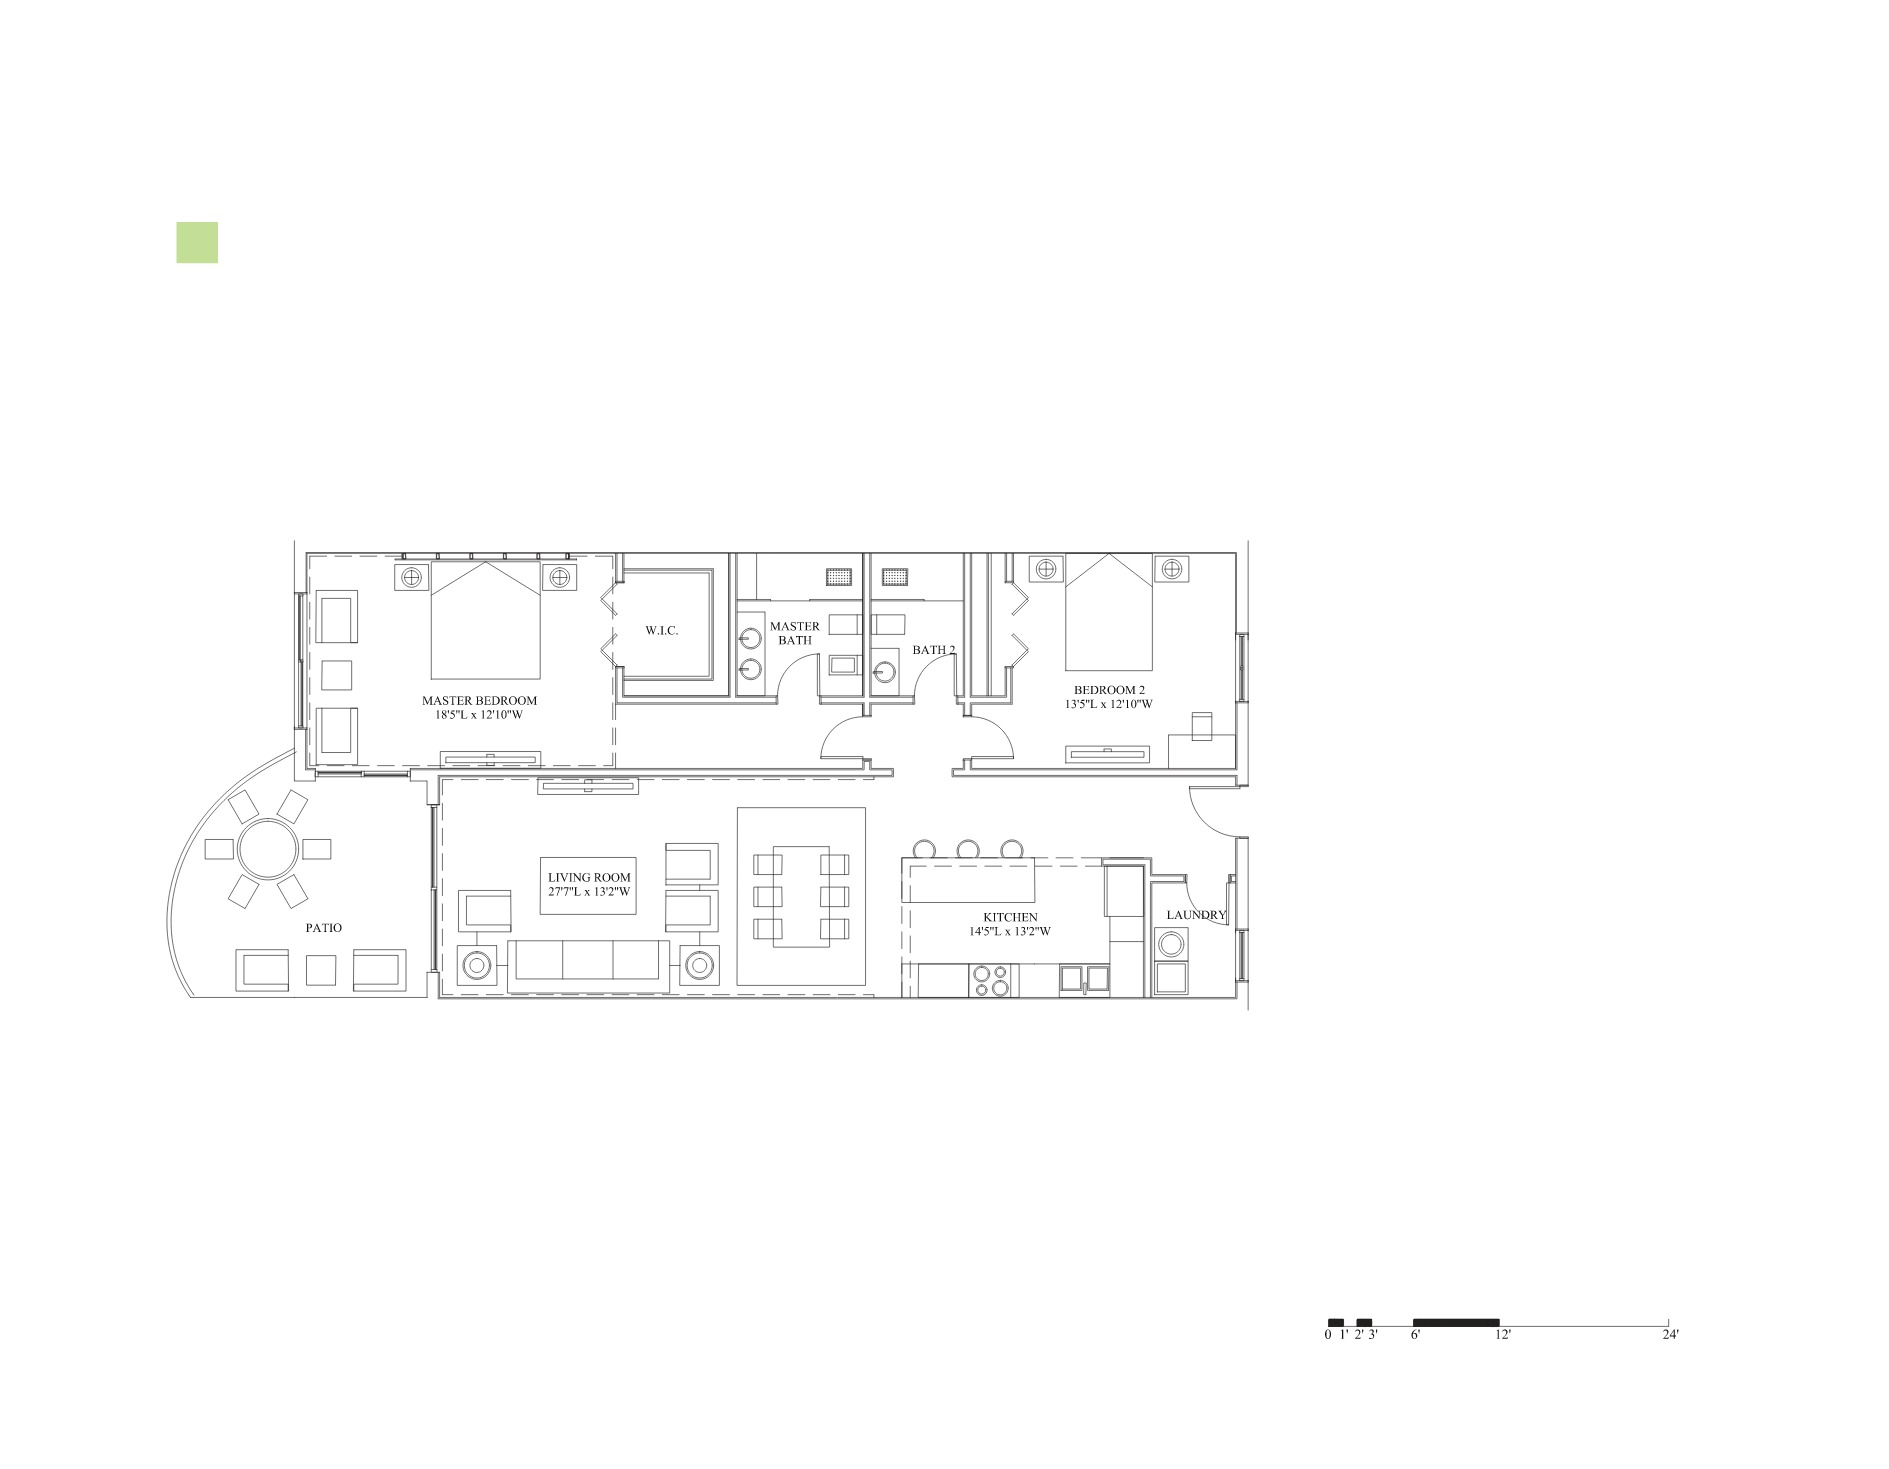 W.I.C.
MASTER
BATH
BATH 2
MASTER BEDROOM
18'5"L x 12'10"W
BEDROOM 2
13'5"L x 12'10"W
LIVING ROOM
27'7"L x 13'2"W
PATIO
KITCHEN
14'5"L x 13'2"W
LAUNDRY
0 1' 2' 3' 6' 12' 24'